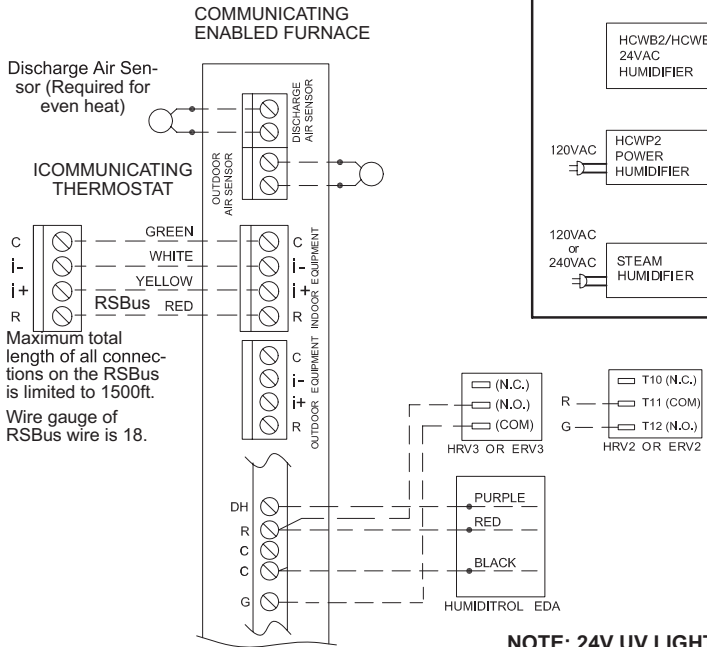 COMMUNICATING
ENABLED FURNACE
Discharge Air Sen-
sor (Required for
even heat)
DISCHARGE
AIR SENSOR
OUTDOOR
AIR SENSOR
ICOMMUNICATING
THERMOSTAT
C
i-
i+
R
GREEN
WHITE
YELLOW
RSBus
RED
C
i-
i+
R
INDOOR EQUIPMENT
Maximum total
length of all connec-
tions on the RSBus
is limited to 1500ft.
Wire gauge of
RSBus wire is 18.
C
i-
i+
R
OUTDOOR EQUIPMENT
DH
R
C
C
G
(N.C.)
(N.O.)
(COM)
HRV3 OR ERV3
R
G
T10 (N.C.)
T11 (COM)
T12 (N.O.)
HRV2 OR ERV2
PURPLE
RED
BLACK
HUMIDITROL EDA
24VAC
HUMIDIFIER
120VAC
HCWP2
POWER
HUMIDIFIER
120VAC
or
240VAC
STEAM
HUMIDIFIER
NOTE: 24V UV LIGHT